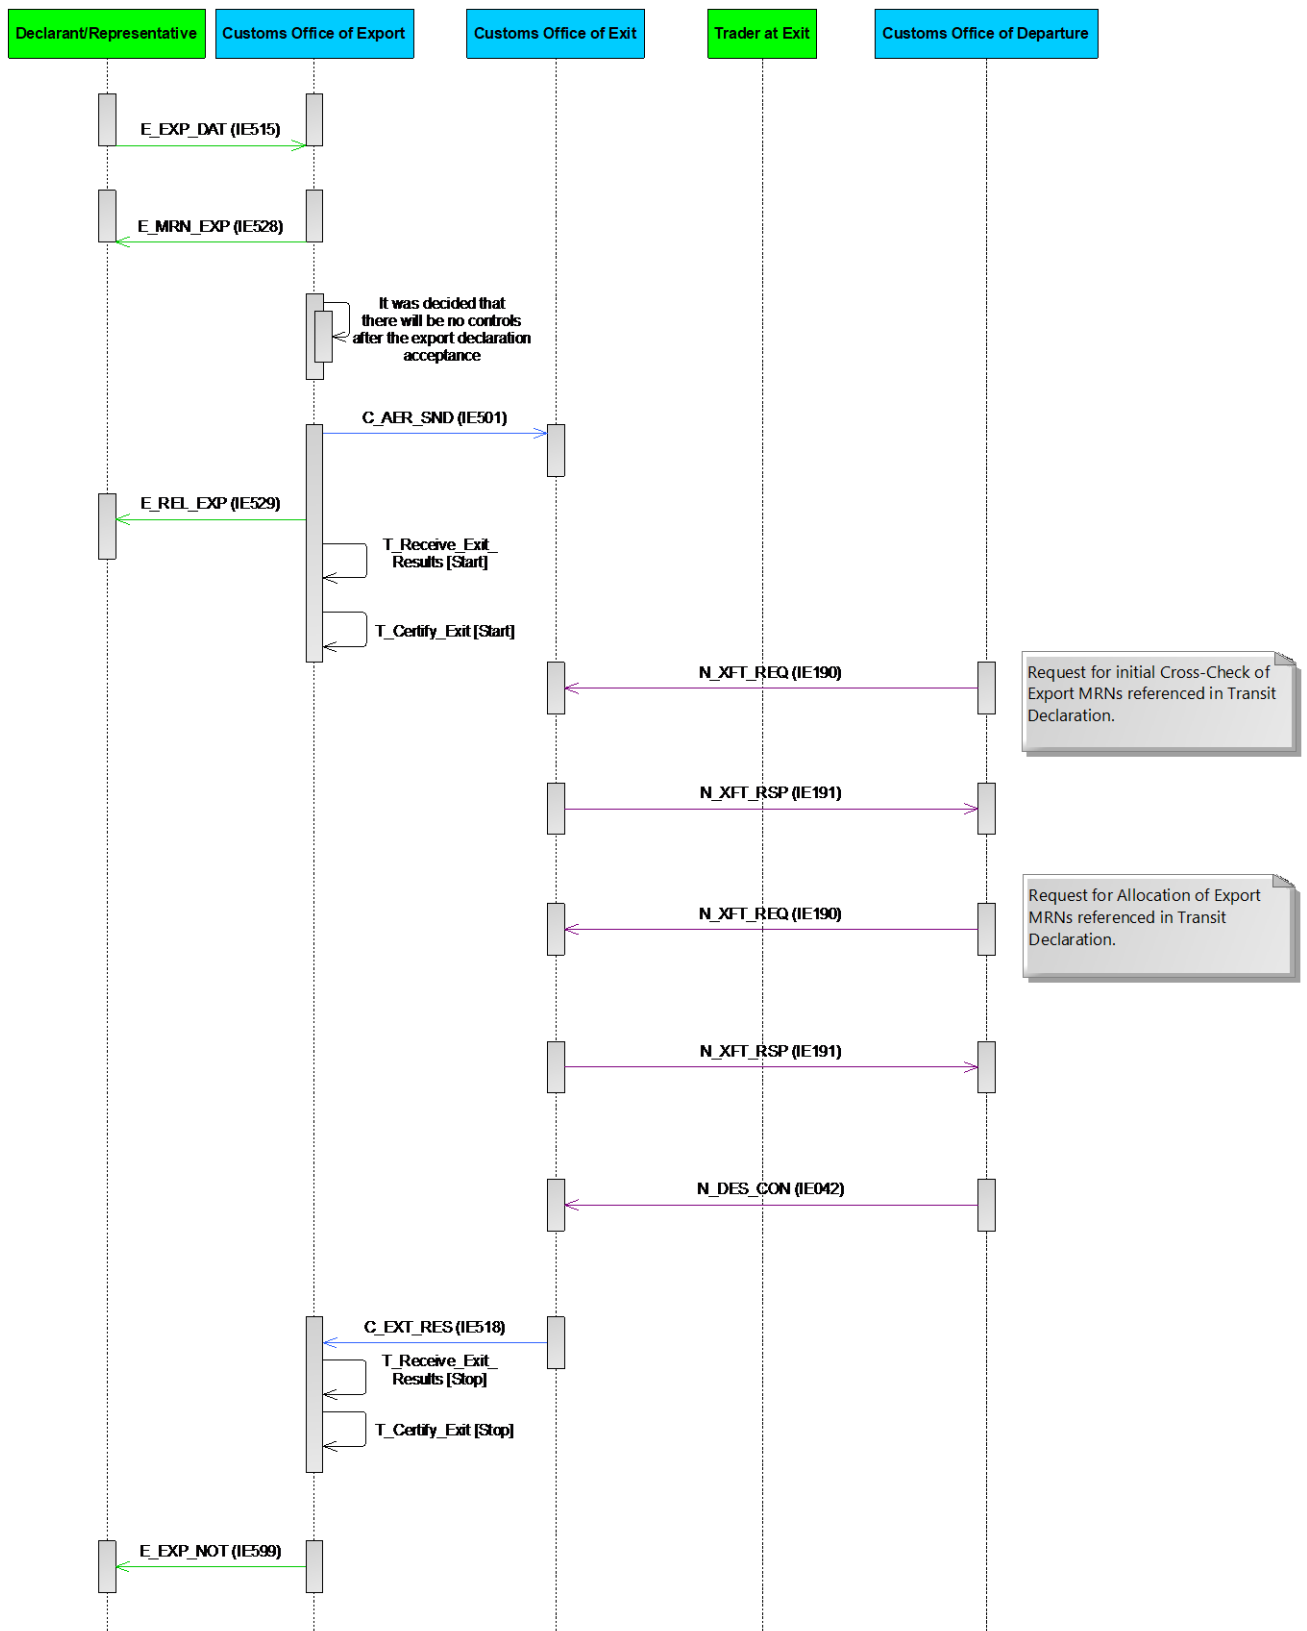 Declarant/Representative
Customs Office of Export
Customs Office of Exit
Trader at Exit
Customs Office of Departure
E_EXP_DAT (IE515)
E_MRN_EXP (IE528)
It was decided that
there will be no controls
after the export declaration
acceptance
C_AER_SND (IE501)
E_REL_EXP (IE529)
T_Receive_Exit_
Results [Start]
T_Certify_Exit [Start]
N_XFT_REQ (IE190)
Request for initial Cross-Check of
Export MRNs referenced in Transit
Declaration.
N_XFT_RSP (IE191)
N_XFT_REQ (IE190)
Request for Allocation of Export
MRNs referenced in Transit
Declaration.
N_XFT_RSP (IE191)
N_DES_CON (IE042)
C_EXT_RES (IE518)
T_Receive_Exit_
Results [Stop]
T_Certify_Exit [Stop]
E_EXP_NOT (IE599)